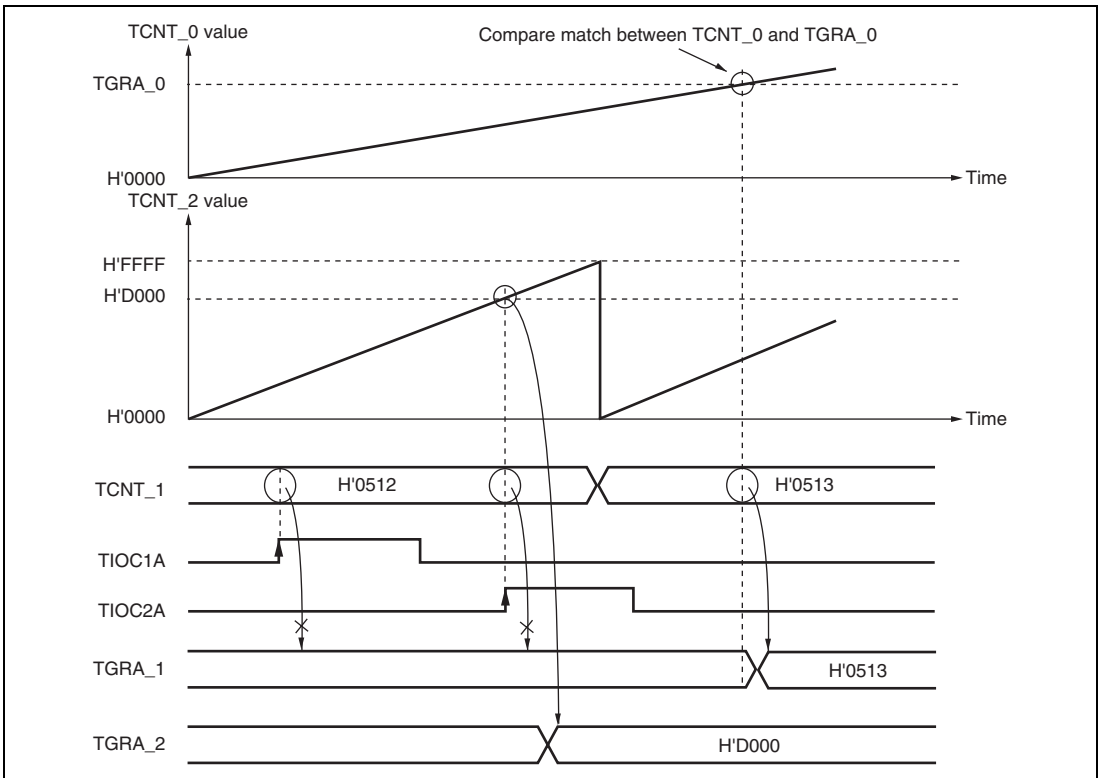 TCNT_0 value
Compare match between TCNT_0 and TGRA_0
TGRA_0
H'0000
Time
TCNT_2 value
H'FFFF
H'D000
H'0000
Time
TCNT_1
H'0512
H'0513
TIOC1A
TIOC2A
TGRA_1
H'0513
TGRA_2
H'D000